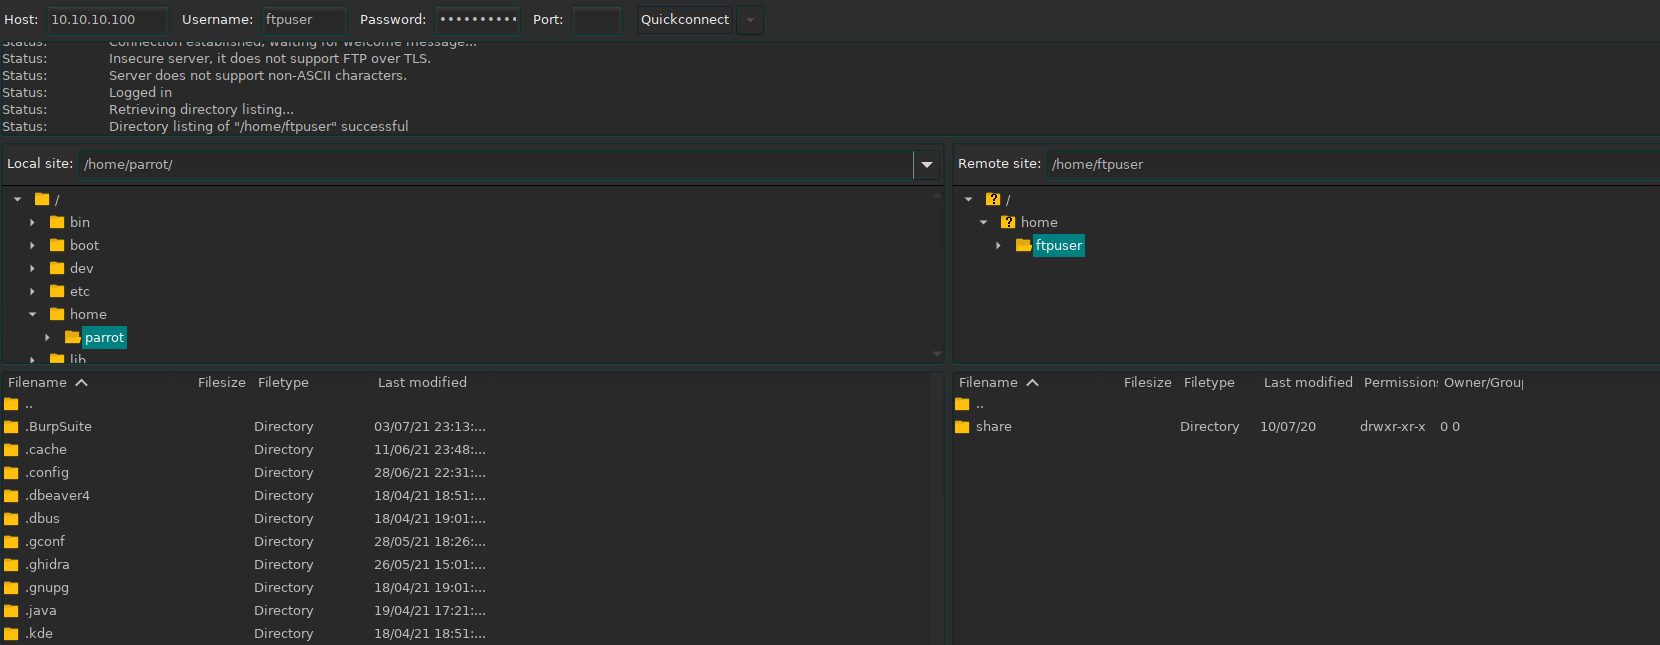 Host: 10.10.10.100 Username: ftpuser Password: •••••••••• Port: Quickconnect
Status: Connection established, waiting for welcome message...
Status: Insecure server, it does not support FTP over TLS.
Status: Server does not support non-ASCII characters.
Status: Logged in
Status: Retrieving directory listing...
Status: Directory listing of "/home/ftpuser" successful
Local site: /home/parrot/
/
bin
boot
dev
etc
home
parrot
lib
Remote site: /home/ftpuser
/
home
ftpuser
Filename Filesize Filetype Last modified
..
.BurpSuite Directory 03/07/21 23:13:...
.cache Directory 11/06/21 23:48:...
.config Directory 28/06/21 22:31:...
.dbeaver4 Directory 18/04/21 18:51:...
.dbus Directory 18/04/21 19:01:...
.gconf Directory 28/05/21 18:26:...
.ghidra Directory 26/05/21 15:01:...
.gnupg Directory 18/04/21 19:01:...
.java Directory 19/04/21 17:21:...
.kde Directory 18/04/21 18:51:...
Filename Filesize Filetype Last modified Permission: Owner/Grou
..
share Directory 10/07/20 drwxr-xr-x 0 0